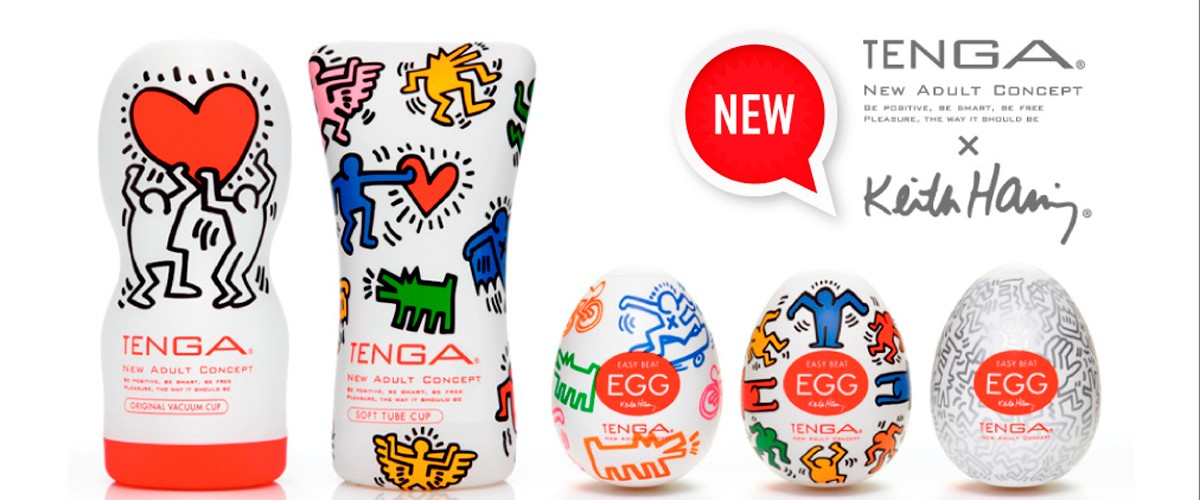 NEW
TENGA®
NEW ADULT CONCEPT
BE POSITIVE, BE SMART, BE FREE
PLEASURE, THE WAY IT SHOULD BE
×
Keith Haring®
TENGA®
NEW ADULT CONCEPT
BE POSITIVE, BE SMART, BE FREE
PLEASURE, THE WAY IT SHOULD BE
ORIGINAL VACUUM CUP
TENGA®
NEW ADULT CONCEPT
BE POSITIVE, BE SMART, BE FREE
PLEASURE, THE WAY IT SHOULD BE
SOFT TUBE CUP
EASY BEAT
EGG
Keith Haring
TENGA®
NEW ADULT CONCEPT
EASY BEAT
EGG
Keith Haring
TENGA®
NEW ADULT CONCEPT
EASY BEAT
EGG
Keith Haring
TENGA®
NEW ADULT CONCEPT